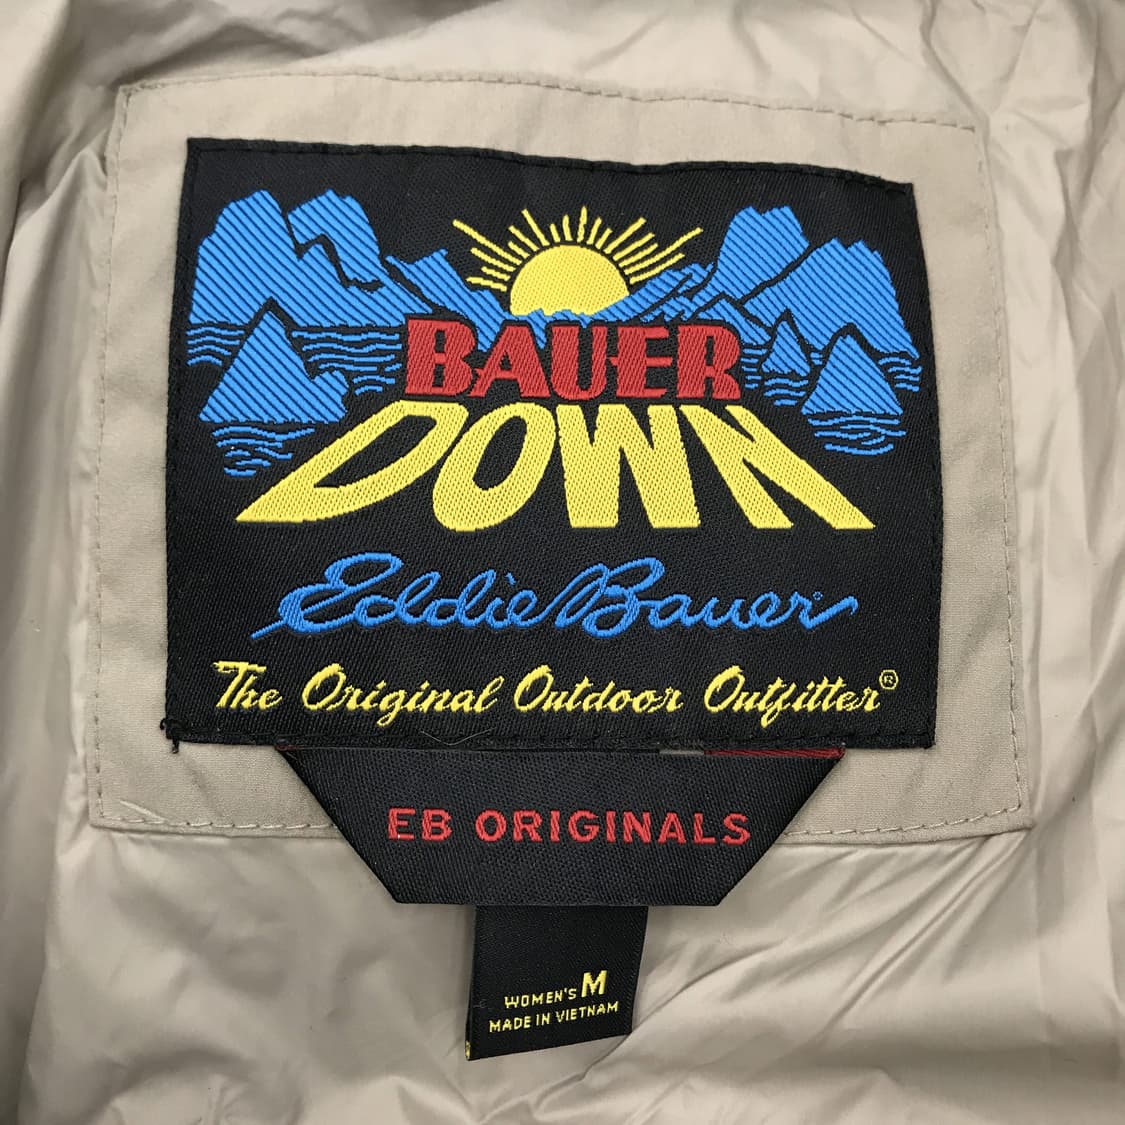 BAUER
DOWN
Eddie Bauer®
The Original Outdoor Outfitter®
EB ORIGINALS
WOMEN'S M
MADE IN VIETNAM